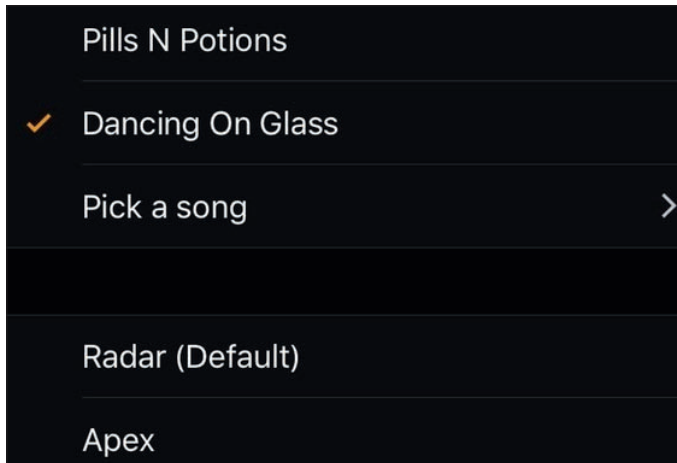 Pills N Potions
Dancing On Glass
Pick a song
Radar (Default)
Apex